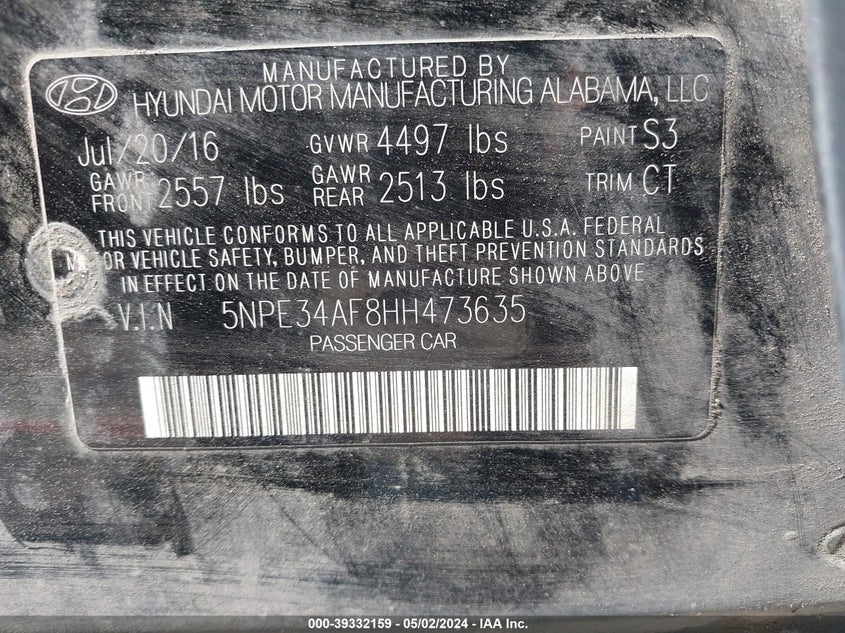 MANUFACTURED BY
HYUNDAI MOTOR MANUFACTURING ALABAMA, LLC
Jul/20/16 GVWR 4497 lbs PAINT S3
GAWR FRONT 2557 lbs GAWR REAR 2513 lbs TRIM CT
THIS VEHICLE CONFORMS TO ALL APPLICABLE U.S.A. FEDERAL
M TOR VEHICLE SAFETY, BUMPER, AND THEFT PREVENTION STANDARDS
IN EFFECT ON THE DATE OF MANUFACTURE SHOWN ABOVE
V.I.N 5NPE34AF8HH473635
PASSENGER CAR
000-39332159 - 05/02/2024 - IAA Inc.